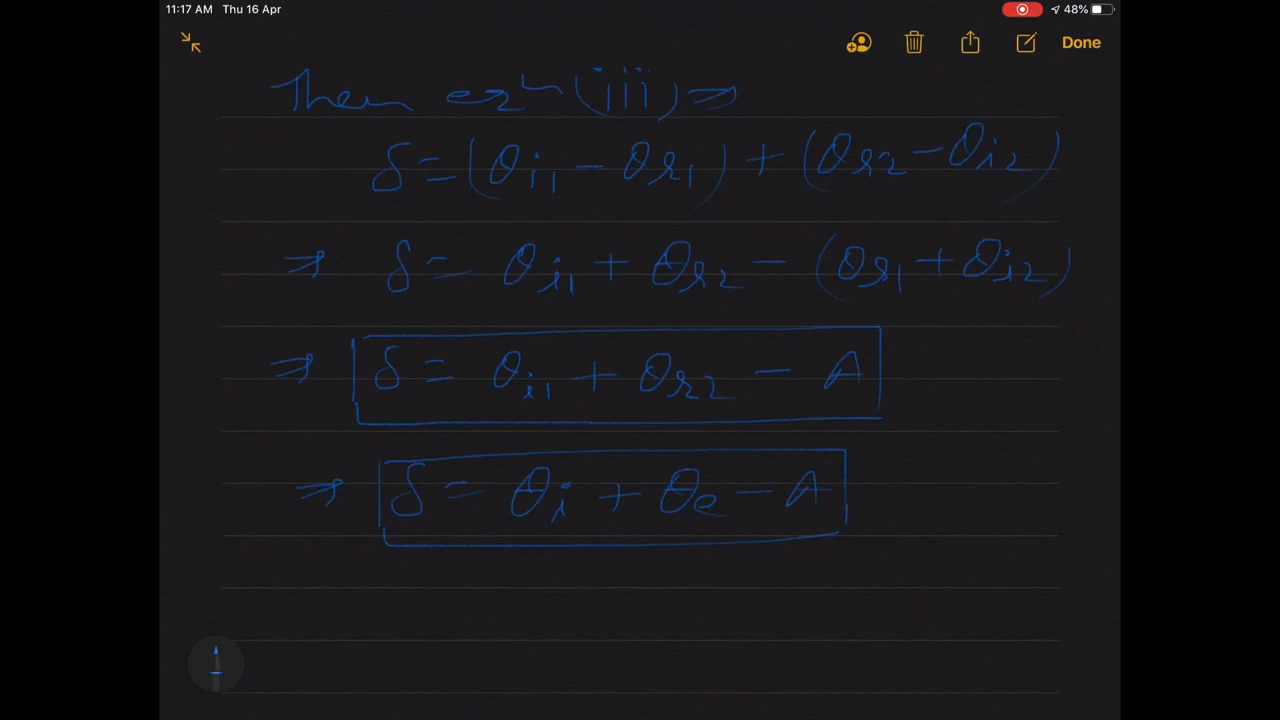 11:17 AM Thu 16 Apr 48%
Done
Then eqⁿ (iii) ⇒
δ = (θi₁ − θr₁) + (θr₂ − θi₂)
⇒ δ = θi₁ + θr₂ − (θr₁ + θi₂)
⇒ δ = θi₁ + θr₂ − A
⇒ δ = θi + θe − A